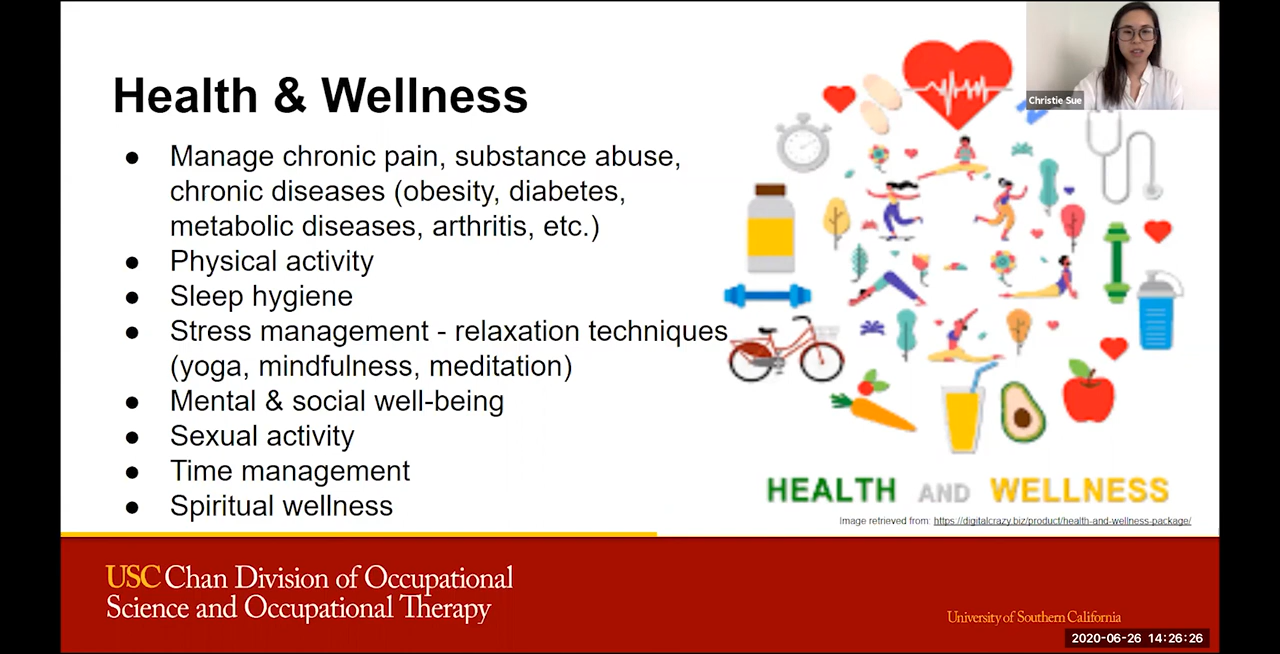 Christie Sue
Health & Wellness
● Manage chronic pain, substance abuse,
chronic diseases (obesity, diabetes,
metabolic diseases, arthritis, etc.)
● Physical activity
● Sleep hygiene
● Stress management - relaxation techniques
(yoga, mindfulness, meditation)
● Mental & social well-being
● Sexual activity
● Time management
● Spiritual wellness
HEALTH AND WELLNESS
Image retrieved from: https://digitalcrazy.biz/product/health-and-wellness-package/
USC Chan Division of Occupational
Science and Occupational Therapy
University of Southern California
2020-06-26 14:26:26